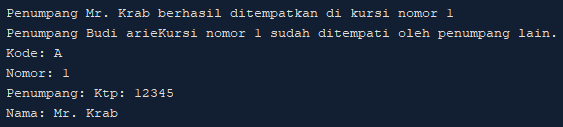 Penumpang Mr. Krab berhasil ditempatkan di kursi nomor 1
Penumpang Budi arieKursi nomor 1 sudah ditempati oleh penumpang lain.
Kode: A
Nomor: 1
Penumpang: Ktp: 12345
Nama: Mr. Krab